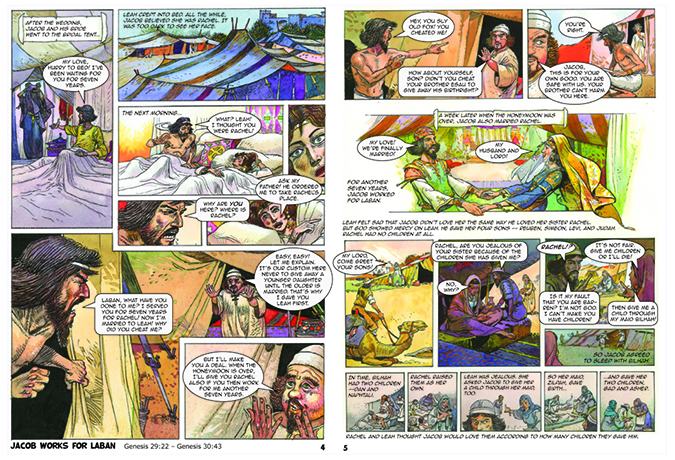 AFTER THE WEDDING,
JACOB AND HIS BRIDE
WENT TO THE BRIDAL TENT...
MY LOVE,
HURRY TO BED! I'VE
BEEN WAITING FOR
YOU FOR SEVEN
YEARS.
LEAH CREPT INTO BED. ALL THE WHILE,
JACOB BELIEVED SHE WAS RACHEL. IT
WAS TOO DARK TO SEE HER FACE.
THE NEXT MORNING...
WHAT? LEAH!
I THOUGHT
YOU WERE
RACHEL!
ASK MY
FATHER! HE ORDERED
ME TO TAKE RACHEL'S
PLACE.
WHY ARE YOU
HERE? WHERE IS
RACHEL?
LABAN, WHAT HAVE YOU
DONE TO ME? I SERVED
YOU FOR SEVEN YEARS
FOR RACHEL! NOW I'M
MARRIED TO LEAH! WHY
DID YOU CHEAT ME?
EASY, EASY!
LET ME EXPLAIN.
IT'S OUR CUSTOM HERE
NEVER TO GIVE AWAY A
YOUNGER DAUGHTER
UNTIL THE OLDER IS
MARRIED. THAT'S WHY
I GAVE YOU
LEAH FIRST.
BUT I'LL MAKE
YOU A DEAL. WHEN THE
HONEYMOON IS OVER,
I'LL GIVE YOU RACHEL
ALSO IF YOU THEN WORK
FOR ME ANOTHER
SEVEN YEARS.
JACOB WORKS FOR LABAN Genesis 29:22 – Genesis 30:43 4
HEY, YOU SLY
OLD FOX! YOU
CHEATED ME!
HOW ABOUT YOURSELF,
SON? DIDN'T YOU CHEAT
YOUR BROTHER ESAU TO
GIVE AWAY HIS BIRTHRIGHT?
YOU'RE
RIGHT.
JACOB,
THIS IS FOR YOUR
OWN GOOD. YOU ARE
SAFE WITH US. YOUR
BROTHER CAN'T HARM
YOU HERE.
A WEEK LATER WHEN THE HONEYMOON WAS
OVER, JACOB ALSO MARRIED RACHEL.
MY LOVE!
WE'RE FINALLY
MARRIED!
MY
HUSBAND AND
LORD!
FOR ANOTHER
SEVEN YEARS,
JACOB WORKED
FOR LABAN.
LEAH FELT SAD THAT JACOB DIDN'T LOVE HER THE SAME WAY HE LOVED HER SISTER RACHEL.
BUT GOD SHOWED MERCY ON LEAH. HE GAVE HER FOUR SONS -- REUBEN, SIMEON, LEVI, AND JUDAH.
RACHEL HAD NO CHILDREN AT ALL.
MY LORD,
COME GREET
YOUR SONS!
RACHEL, ARE YOU JEALOUS OF
YOUR SISTER BECAUSE OF THE
CHILDREN SHE HAS GIVEN ME?
NO,
WHY?
RACHEL!?
IT'S NOT FAIR.
GIVE ME CHILDREN
OR I'LL DIE!
IS IT MY FAULT
THAT YOU ARE BAR-
REN? I'M NOT GOD.
I CAN'T MAKE YOU
HAVE CHILDREN!
THEN GIVE ME A
CHILD THROUGH
MY MAID BILHAH!
SO JACOB AGREED
TO SLEEP WITH BILHAH.
IN TIME, BILHAH
HAD TWO CHILDREN
--DAN AND
NAPHTALI.
RACHEL RAISED
THEM AS HER
OWN.
LEAH WAS JEALOUS. SHE
ASKED JACOB TO GIVE HER
A CHILD THROUGH HER MAID,
TOO.
SO HER MAID,
ZILPAH, GAVE
BIRTH...
...AND GAVE HER
TWO CHILDREN,
GAD AND ASHER.
RACHEL AND LEAH THOUGHT JACOB WOULD LOVE THEM ACCORDING TO HOW MANY CHILDREN THEY GAVE HIM.
5